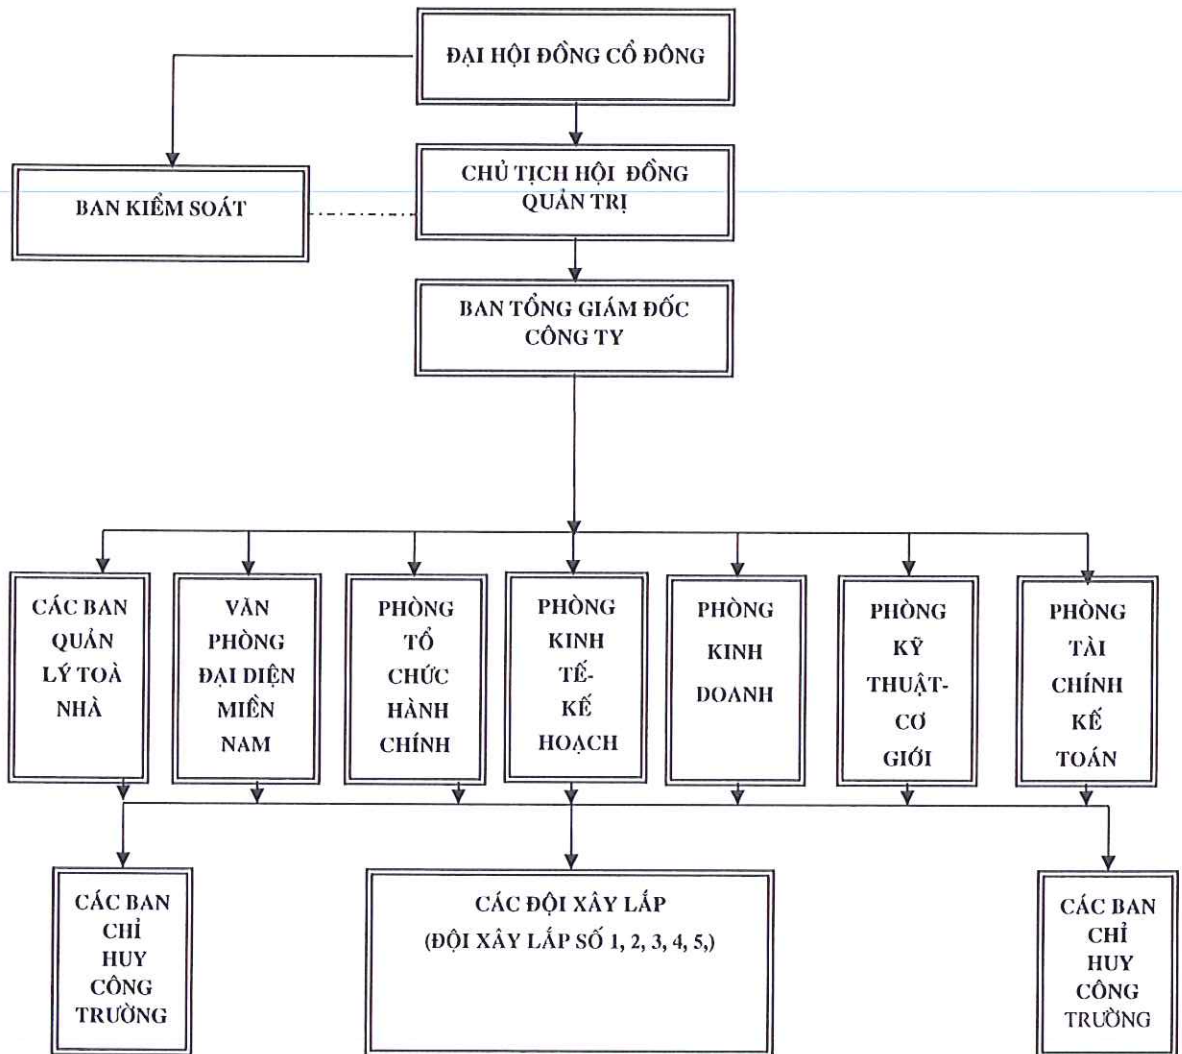 ĐẠI HỘI ĐỒNG CỔ ĐÔNG
CHỦ TỊCH HỘI ĐỒNG
QUẢN TRỊ
BAN KIỂM SOÁT
BAN TỔNG GIÁM ĐỐC
CÔNG TY
CÁC BAN
QUẢN
LÝ TOÀ
NHÀ
VĂN
PHÒNG
ĐẠI DIỆN
MIỀN
NAM
PHÒNG
TỔ
CHỨC
HÀNH
CHÍNH
PHÒNG
KINH
TẾ-
KẾ
HOẠCH
PHÒNG
KINH
DOANH
PHÒNG
KỸ
THUẬT-
CƠ
GIỚI
PHÒNG
TÀI
CHÍNH
KẾ
TOÁN
CÁC BAN
CHỈ
HUY
CÔNG
TRƯỜNG
CÁC ĐỘI XÂY LẮP
(ĐỘI XÂY LẮP SỐ 1, 2, 3, 4, 5,)
CÁC BAN
CHỈ
HUY
CÔNG
TRƯỜNG